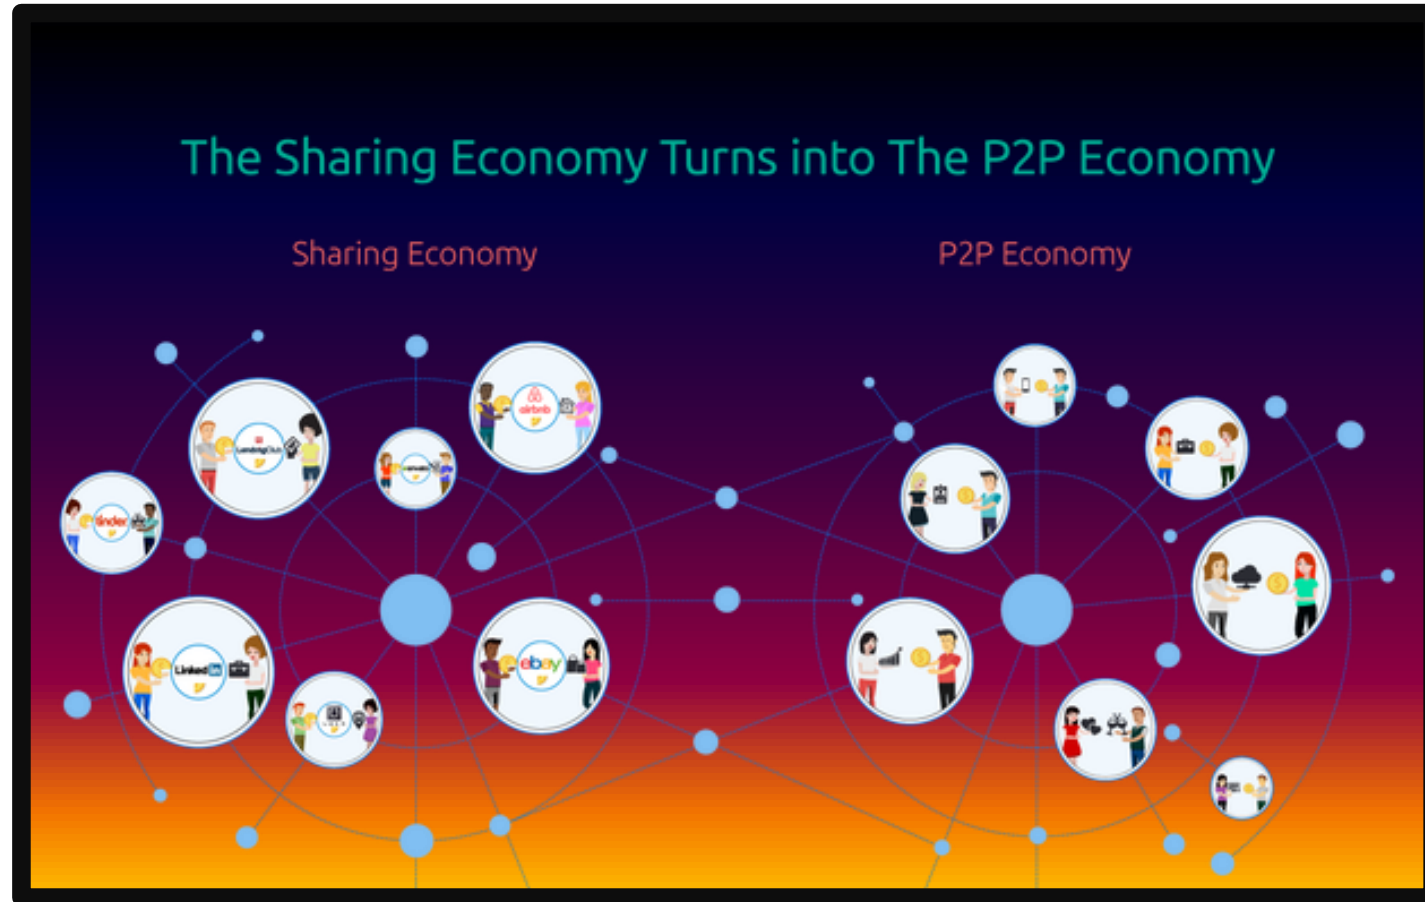 The Sharing Economy Turns into The P2P Economy
Sharing Economy
P2P Economy
airbnb
LendingClub
tinder
LinkedIn
ebay